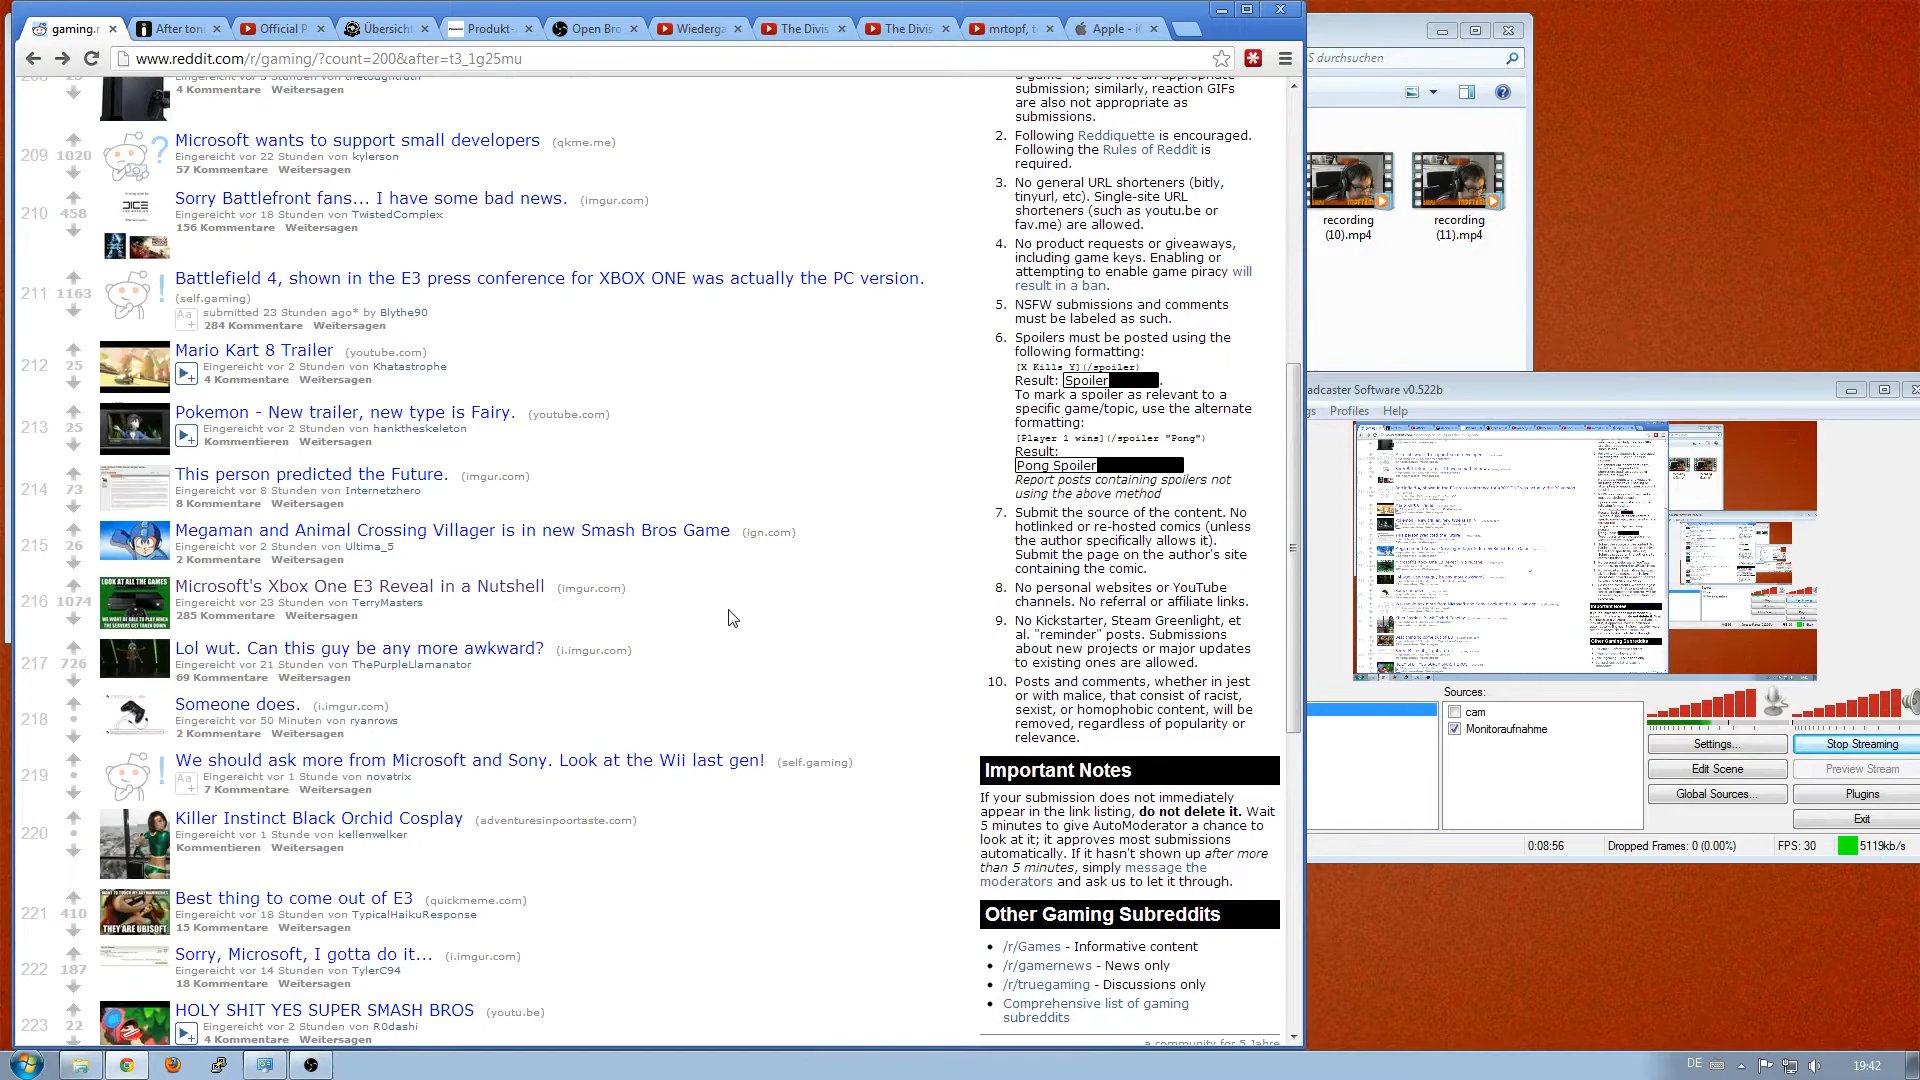 gaming.r
After toni
Official P
Übersicht
Produkt-
Open Bro
Wiederga
The Divis
The Divis
mrtopf, t
Apple - iC
www.reddit.com/r/gaming/?count=200&after=t3_1g25mu
4 Kommentare Weitersagen
209 1020
Microsoft wants to support small developers (qkme.me)
Eingereicht vor 22 Stunden von kylerson
57 Kommentare Weitersagen
210 458
DICE
Sorry Battlefront fans... I have some bad news. (imgur.com)
Eingereicht vor 18 Stunden von TwistedComplex
156 Kommentare Weitersagen
211 1163
Battlefield 4, shown in the E3 press conference for XBOX ONE was actually the PC version.
(self.gaming)
submitted 23 Stunden ago* by Blythe90
284 Kommentare Weitersagen
212 25
Mario Kart 8 Trailer (youtube.com)
Eingereicht vor 2 Stunden von Khatastrophe
4 Kommentare Weitersagen
213 25
Pokemon - New trailer, new type is Fairy. (youtube.com)
Eingereicht vor 2 Stunden von hanktheskeleton
Kommentieren Weitersagen
214 73
This person predicted the Future. (imgur.com)
Eingereicht vor 8 Stunden von Internetzhero
8 Kommentare Weitersagen
215 26
Megaman and Animal Crossing Villager is in new Smash Bros Game (ign.com)
Eingereicht vor 2 Stunden von Ultima_5
2 Kommentare Weitersagen
216 1074
LOOK AT ALL THE GAMES
Microsoft's Xbox One E3 Reveal in a Nutshell (imgur.com)
Eingereicht vor 23 Stunden von TerryMasters
285 Kommentare Weitersagen
217 726
Lol wut. Can this guy be any more awkward? (i.imgur.com)
Eingereicht vor 21 Stunden von ThePurpleLlamanator
69 Kommentare Weitersagen
218
Someone does. (i.imgur.com)
Eingereicht vor 50 Minuten von ryanrows
2 Kommentare Weitersagen
219
We should ask more from Microsoft and Sony. Look at the Wii last gen! (self.gaming)
Eingereicht vor 1 Stunde von novatrix
7 Kommentare Weitersagen
220
Killer Instinct Black Orchid Cosplay (adventuresinpoortaste.com)
Eingereicht vor 1 Stunde von kellenwelker
Kommentieren Weitersagen
221 410
THEY ARE UBISOFT
Best thing to come out of E3 (quickmeme.com)
Eingereicht vor 18 Stunden von TypicalHaikuResponse
15 Kommentare Weitersagen
222 187
Sorry, Microsoft, I gotta do it... (i.imgur.com)
Eingereicht vor 14 Stunden von TylerC94
18 Kommentare Weitersagen
223 22
HOLY SHIT YES SUPER SMASH BROS (youtu.be)
Eingereicht vor 2 Stunden von R0dashi
4 Kommentare Weitersagen
submission; similarly, reaction GIFs
are also not appropriate as
submissions.
2. Following Reddiquette is encouraged.
Following the Rules of Reddit is
required.
3. No general URL shorteners (bitly,
tinyurl, etc). Single-site URL
shorteners (such as youtu.be or
fav.me) are allowed.
4. No product requests or giveaways,
including game keys. Enabling or
attempting to enable game piracy will
result in a ban.
5. NSFW submissions and comments
must be labeled as such.
6. Spoilers must be posted using the
following formatting:
[X Kills Y](/spoiler)
Result: Spoiler .
To mark a spoiler as relevant to a
specific game/topic, use the alternate
formatting:
[Player 1 wins](/spoiler "Pong")
Result:
Pong Spoiler
Report posts containing spoilers not
using the above method
7. Submit the source of the content. No
hotlinked or re-hosted comics (unless
the author specifically allows it).
Submit the page on the author's site
containing the comic.
8. No personal websites or YouTube
channels. No referral or affiliate links.
9. No Kickstarter, Steam Greenlight, et
al. "reminder" posts. Submissions
about new projects or major updates
to existing ones are allowed.
10. Posts and comments, whether in jest
or with malice, that consist of racist,
sexist, or homophobic content, will be
removed, regardless of popularity or
relevance.
Important Notes
If your submission does not immediately
appear in the link listing, do not delete it. Wait
5 minutes to give AutoModerator a chance to
look at it; it approves most submissions
automatically. If it hasn't shown up after more
than 5 minutes, simply message the
moderators and ask us to let it through.
Other Gaming Subreddits
/r/Games - Informative content
/r/gamernews - News only
/r/truegaming - Discussions only
Comprehensive list of gaming
subreddits
a community for 5 Jahre
S durchsuchen
recording
(10).mp4
recording
(11).mp4
adcaster Software v0.522b
gs Profiles Help
Sources:
cam
Monitoraufnahme
Settings...
Stop Streaming
Edit Scene
Preview Stream
Global Sources...
Plugins
Exit
0:08:56
Dropped Frames: 0 (0.00%)
FPS: 30
5119kb/s
DE
19:42